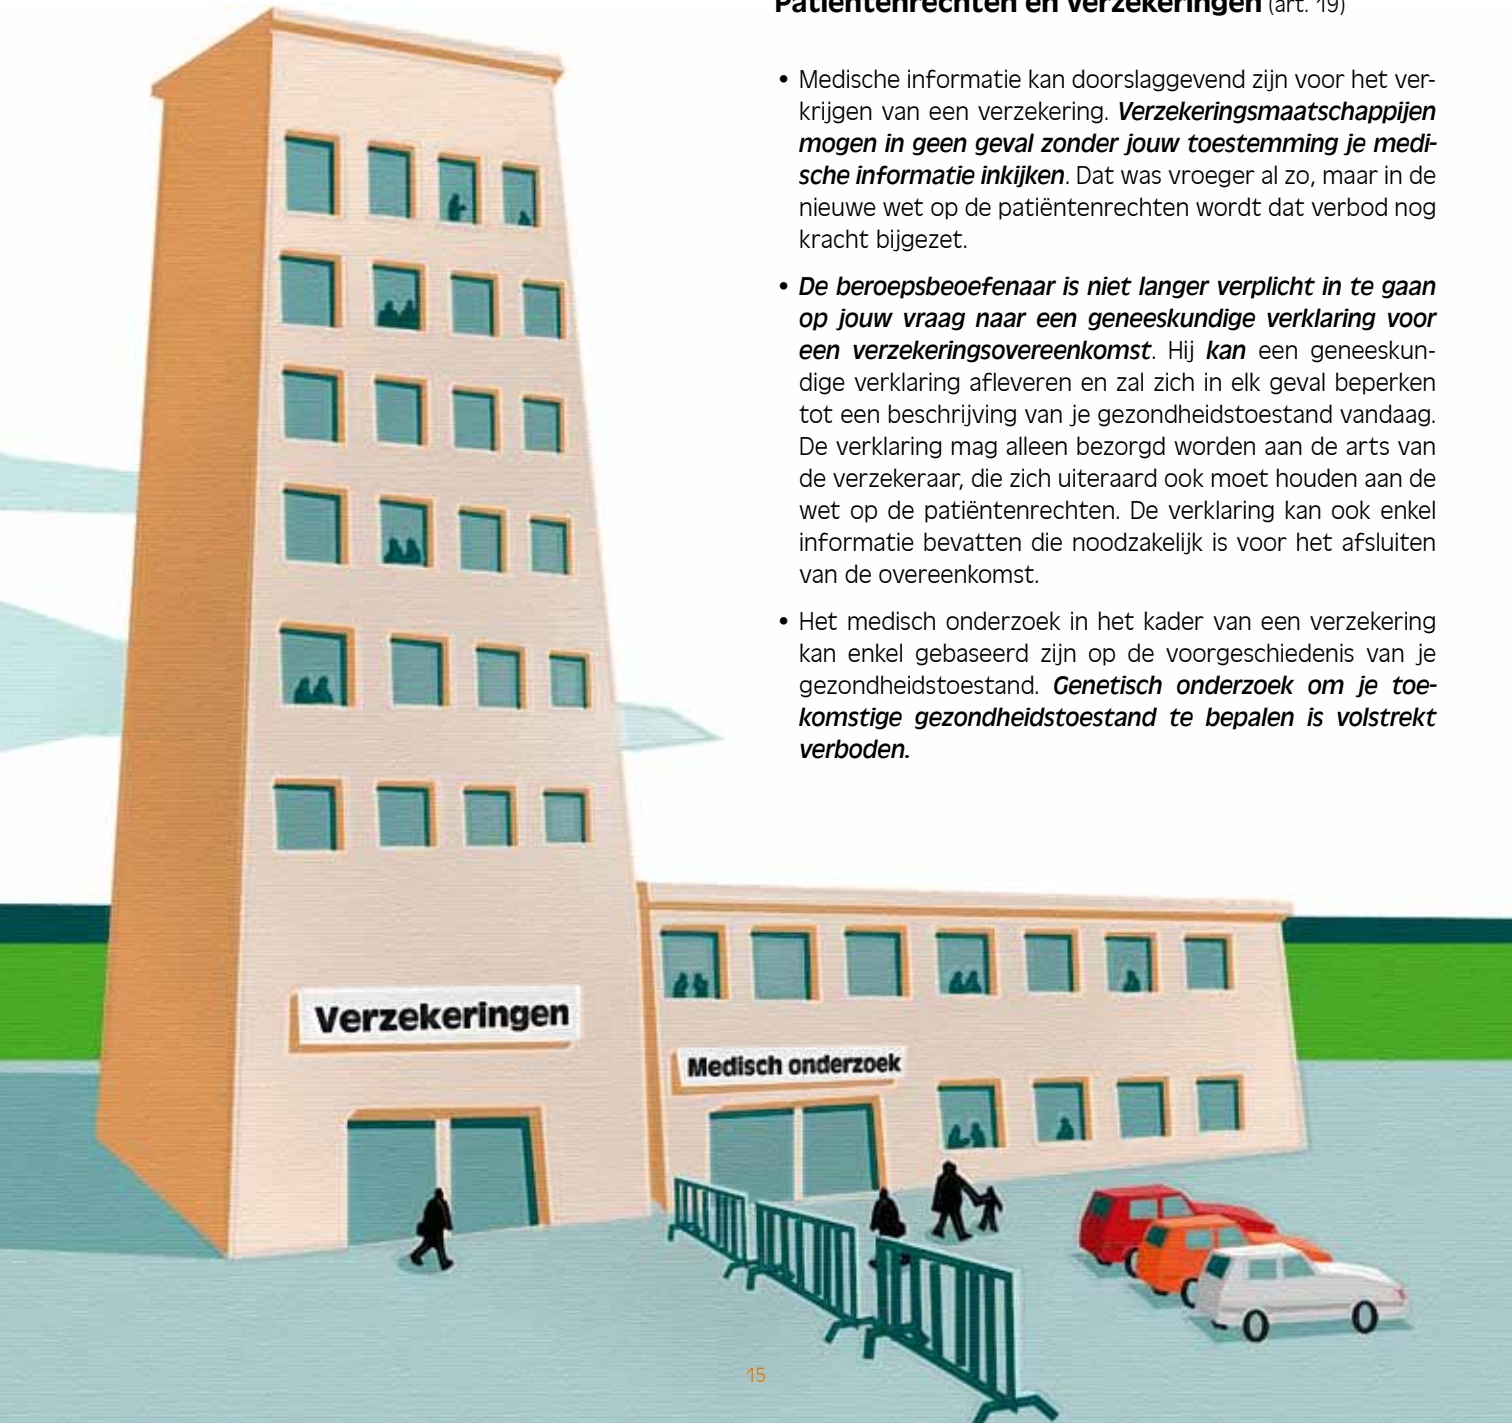 Patiëntenrechten en verzekeringen (art. 19)
• Medische informatie kan doorslaggevend zijn voor het ver-
krijgen van een verzekering. Verzekeringsmaatschappijen
mogen in geen geval zonder jouw toestemming je medi-
sche informatie inkijken. Dat was vroeger al zo, maar in de
nieuwe wet op de patiëntenrechten wordt dat verbod nog
kracht bijgezet.
• De beroepsbeoefenaar is niet langer verplicht in te gaan
op jouw vraag naar een geneeskundige verklaring voor
een verzekeringsovereenkomst. Hij kan een geneeskun-
dige verklaring afleveren en zal zich in elk geval beperken
tot een beschrijving van je gezondheidstoestand vandaag.
De verklaring mag alleen bezorgd worden aan de arts van
de verzekeraar, die zich uiteraard ook moet houden aan de
wet op de patiëntenrechten. De verklaring kan ook enkel
informatie bevatten die noodzakelijk is voor het afsluiten
van de overeenkomst.
• Het medisch onderzoek in het kader van een verzekering
kan enkel gebaseerd zijn op de voorgeschiedenis van je
gezondheidstoestand. Genetisch onderzoek om je toe-
komstige gezondheidstoestand te bepalen is volstrekt
verboden.
Verzekeringen
Medisch onderzoek
15